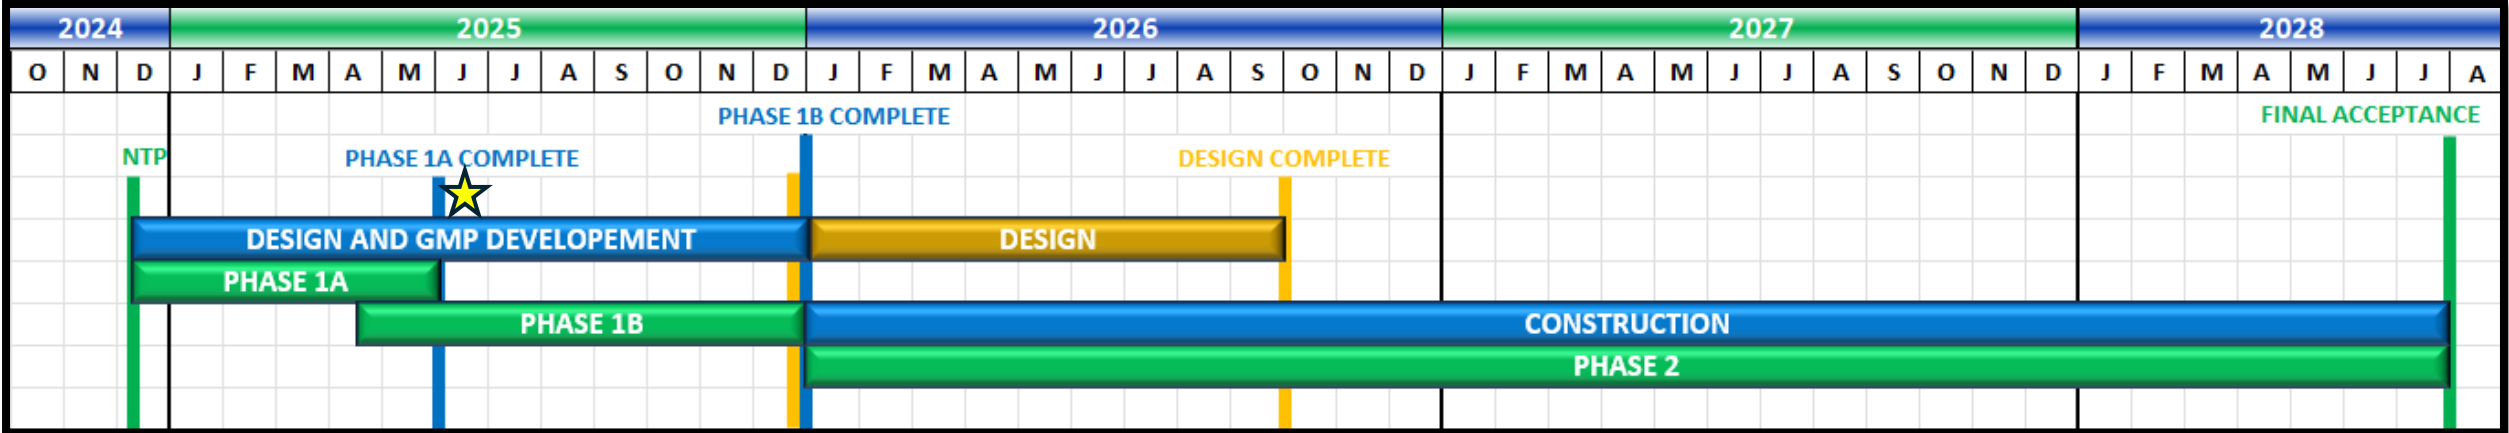 2024 2025 2026 2027 2028
O N D J F M A M J J A S O N D J F M A M J J A S O N D J F M A M J J A S O N D J F M A M J J A
PHASE 1B COMPLETE FINAL ACCEPTANCE
NTP PHASE 1A COMPLETE DESIGN COMPLETE
DESIGN AND GMP DEVELOPEMENT DESIGN
PHASE 1A
PHASE 1B CONSTRUCTION
PHASE 2